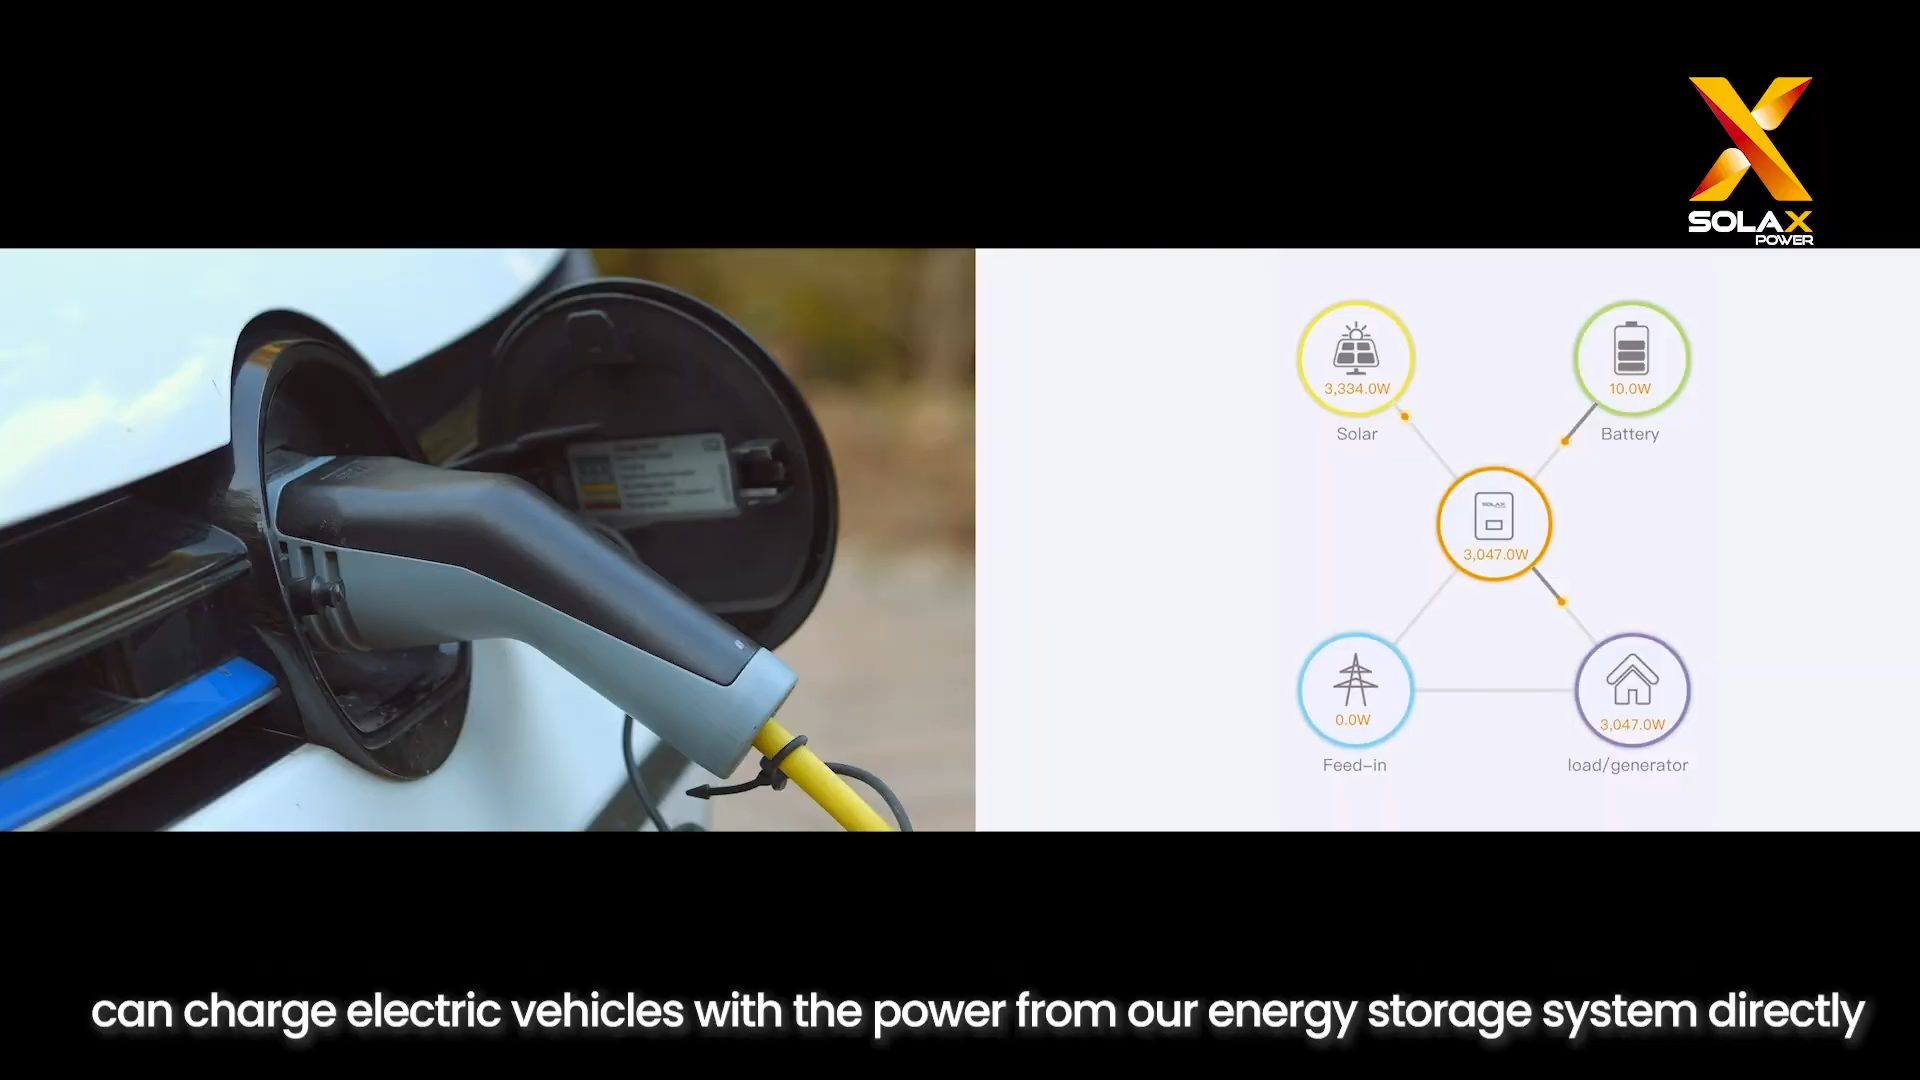 SOLAX
POWER
3,334.0W
10.0W
Solar
Battery
SOLAX
3,047.0W
0.0W
3,047.0W
Feed-in
load/generator
can charge electric vehicles with the power from our energy storage system directly